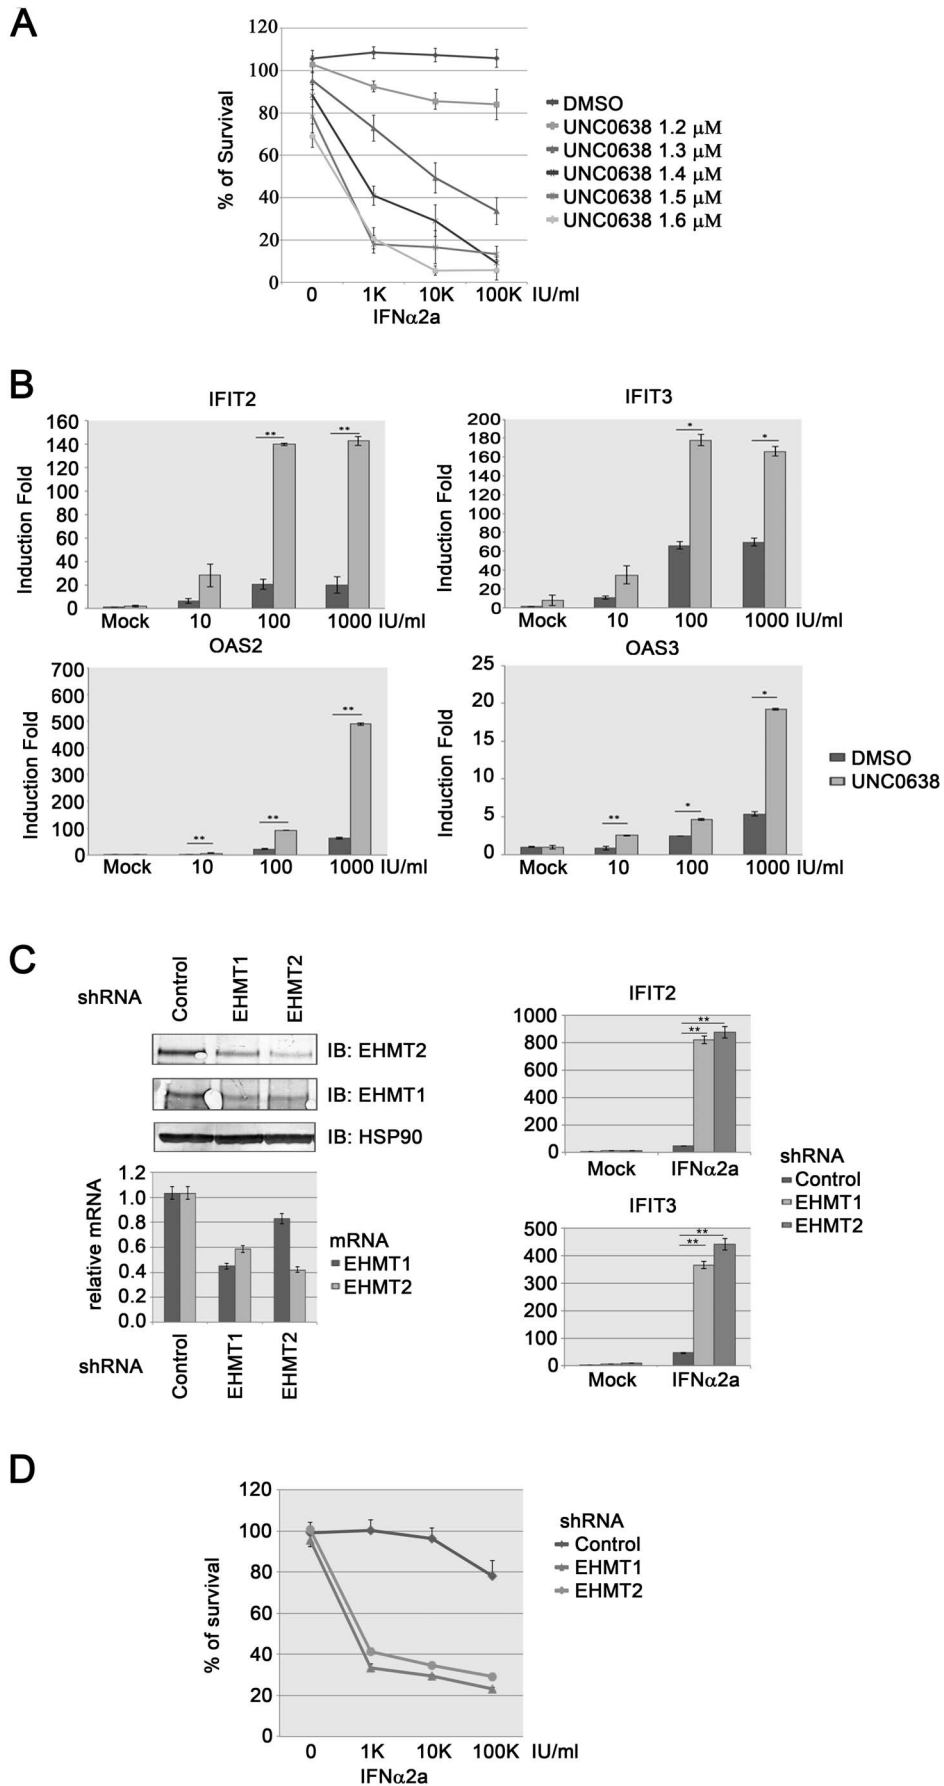 A
120
100
80
60
40
20
0
% of Survival
0 1K 10K 100K IU/ml
IFNα2a
DMSO
UNC0638 1.2 μM
UNC0638 1.3 μM
UNC0638 1.4 μM
UNC0638 1.5 μM
UNC0638 1.6 μM
B
IFIT2
160
140
120
100
80
60
40
20
0
Induction Fold
** **
Mock 10 100 1000 IU/ml
IFIT3
200
180
160
140
120
100
80
60
40
20
0
Induction Fold
* *
Mock 10 100 1000 IU/ml
OAS2
700
600
500
400
300
200
100
0
Induction Fold
** ** **
Mock 10 100 1000 IU/ml
OAS3
25
20
15
10
5
0
Induction Fold
** * *
Mock 10 100 1000 IU/ml
DMSO
UNC0638
C
shRNA
Control EHMT1 EHMT2
IB: EHMT2
IB: EHMT1
IB: HSP90
1.2
1.0
0.8
0.6
0.4
0.2
0.0
relative mRNA
mRNA
EHMT1
EHMT2
shRNA
Control EHMT1 EHMT2
IFIT2
1000
800
600
400
200
0
**
**
Mock IFNα2a
IFIT3
500
400
300
200
100
0
**
**
Mock IFNα2a
shRNA
Control
EHMT1
EHMT2
D
120
100
80
60
40
20
0
% of survival
0 1K 10K 100K IU/ml
IFNα2a
shRNA
Control
EHMT1
EHMT2